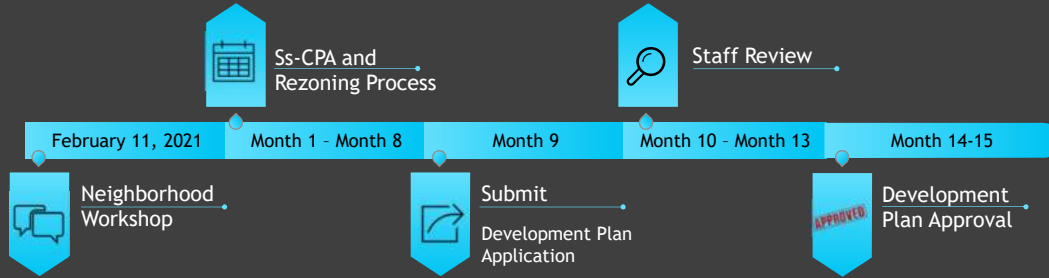 Ss-CPA and
Rezoning Process
Staff Review
February 11, 2021
Month 1 – Month 8
Month 9
Month 10 – Month 13
Month 14-15
Neighborhood
Workshop
Submit
Development Plan
Application
APPROVED
Development
Plan Approval